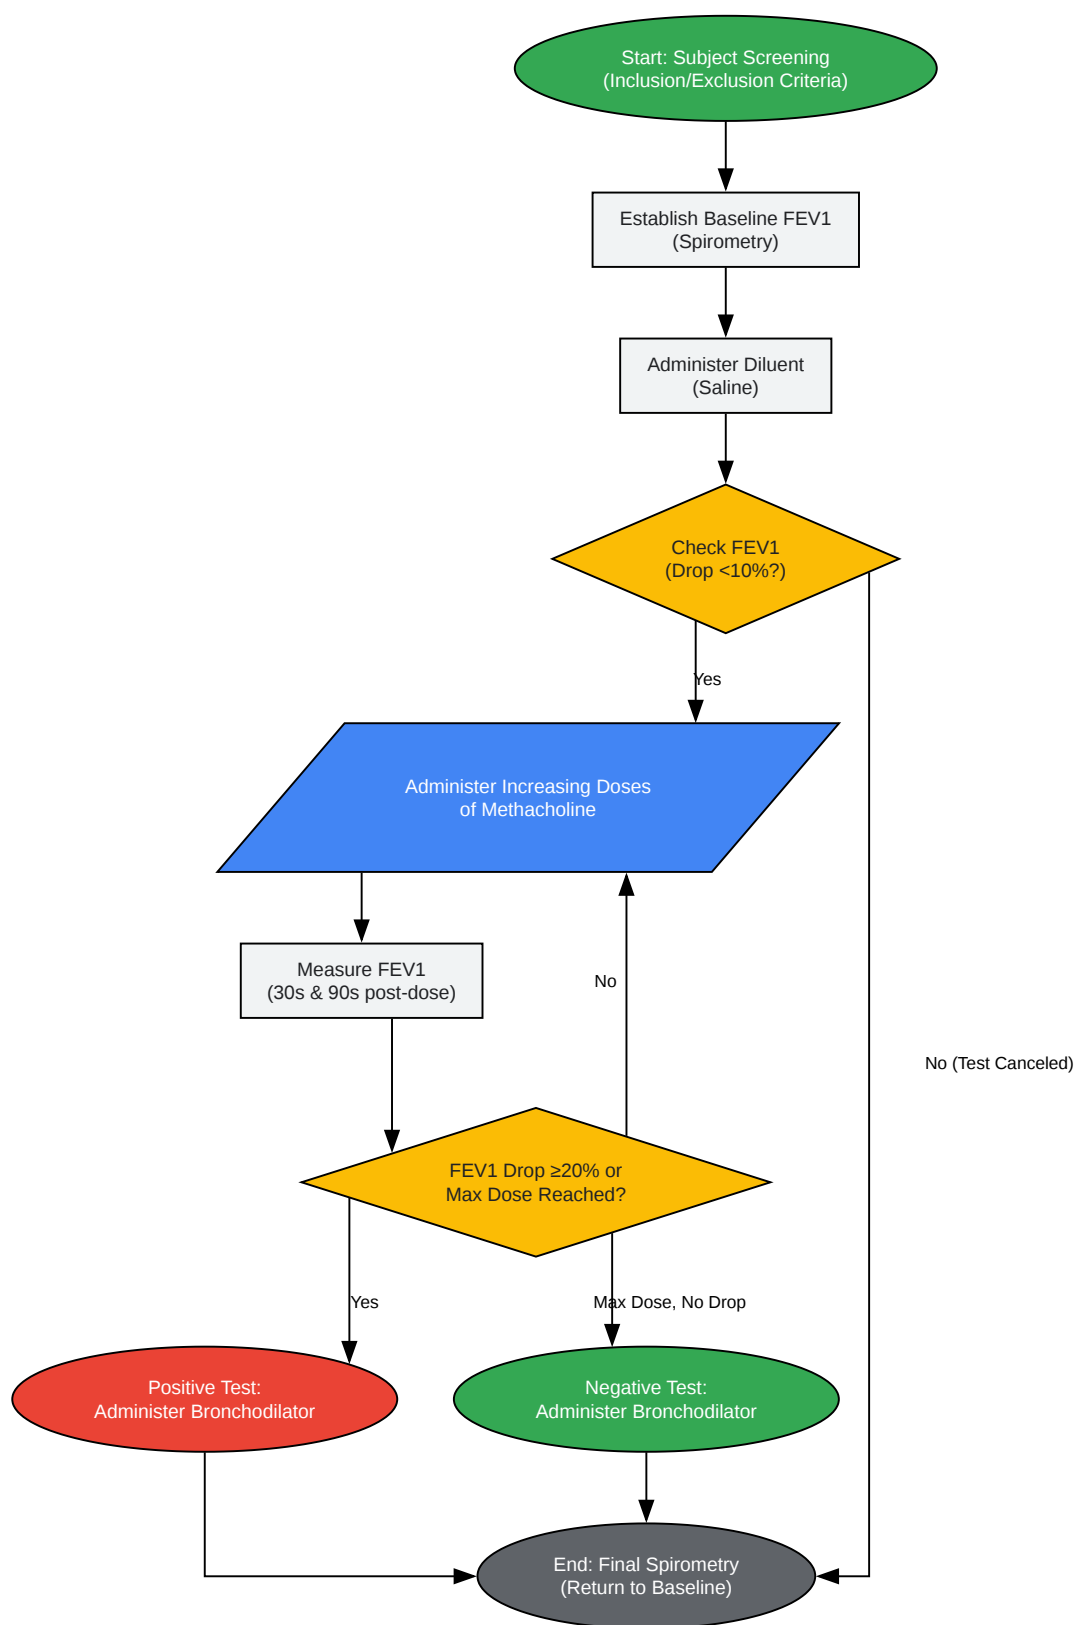 Start: Subject Screening
(Inclusion/Exclusion Criteria)
Establish Baseline FEV1
(Spirometry)
Administer Diluent
(Saline)
Check FEV1
(Drop <10%?)
Yes
Administer Increasing Doses
of Methacholine
Measure FEV1
(30s & 90s post-dose)
No
No (Test Canceled)
FEV1 Drop ≥20% or
Max Dose Reached?
Yes
Max Dose, No Drop
Positive Test:
Administer Bronchodilator
Negative Test:
Administer Bronchodilator
End: Final Spirometry
(Return to Baseline)